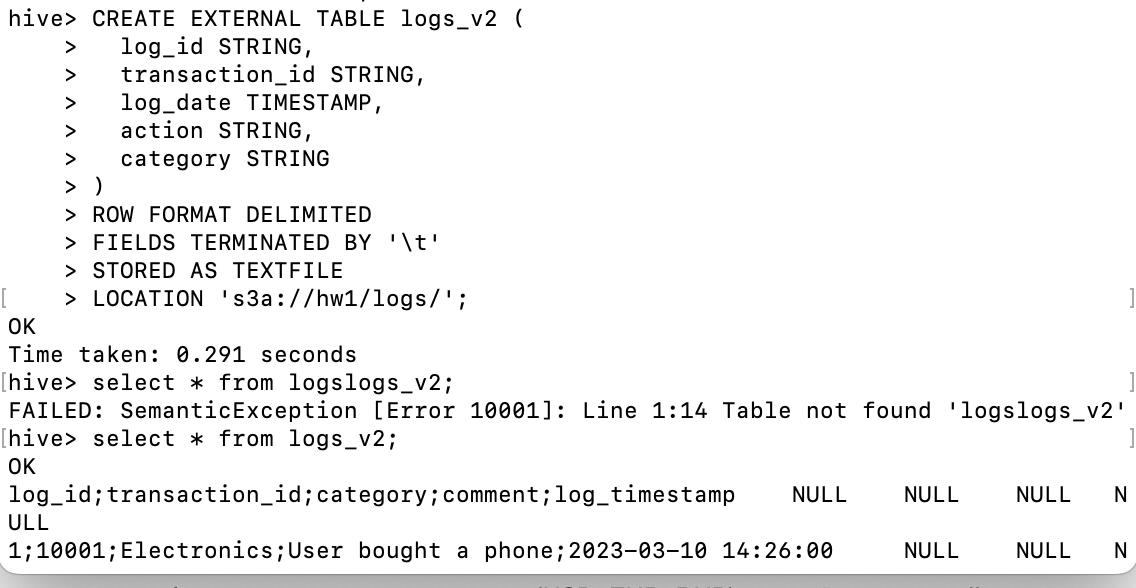 hive> CREATE EXTERNAL TABLE logs_v2 (
    >   log_id STRING,
    >   transaction_id STRING,
    >   log_date TIMESTAMP,
    >   action STRING,
    >   category STRING
    > )
    > ROW FORMAT DELIMITED
    > FIELDS TERMINATED BY '\t'
    > STORED AS TEXTFILE
[    > LOCATION 's3a://hw1/logs/'; ]
OK
Time taken: 0.291 seconds
[hive> select * from logslogs_v2; ]
FAILED: SemanticException [Error 10001]: Line 1:14 Table not found 'logslogs_v2'
[hive> select * from logs_v2; ]
OK
log_id;transaction_id;category;comment;log_timestamp    NULL    NULL    NULL    N
ULL
1;10001;Electronics;User bought a phone;2023-03-10 14:26:00     NULL    NULL    N